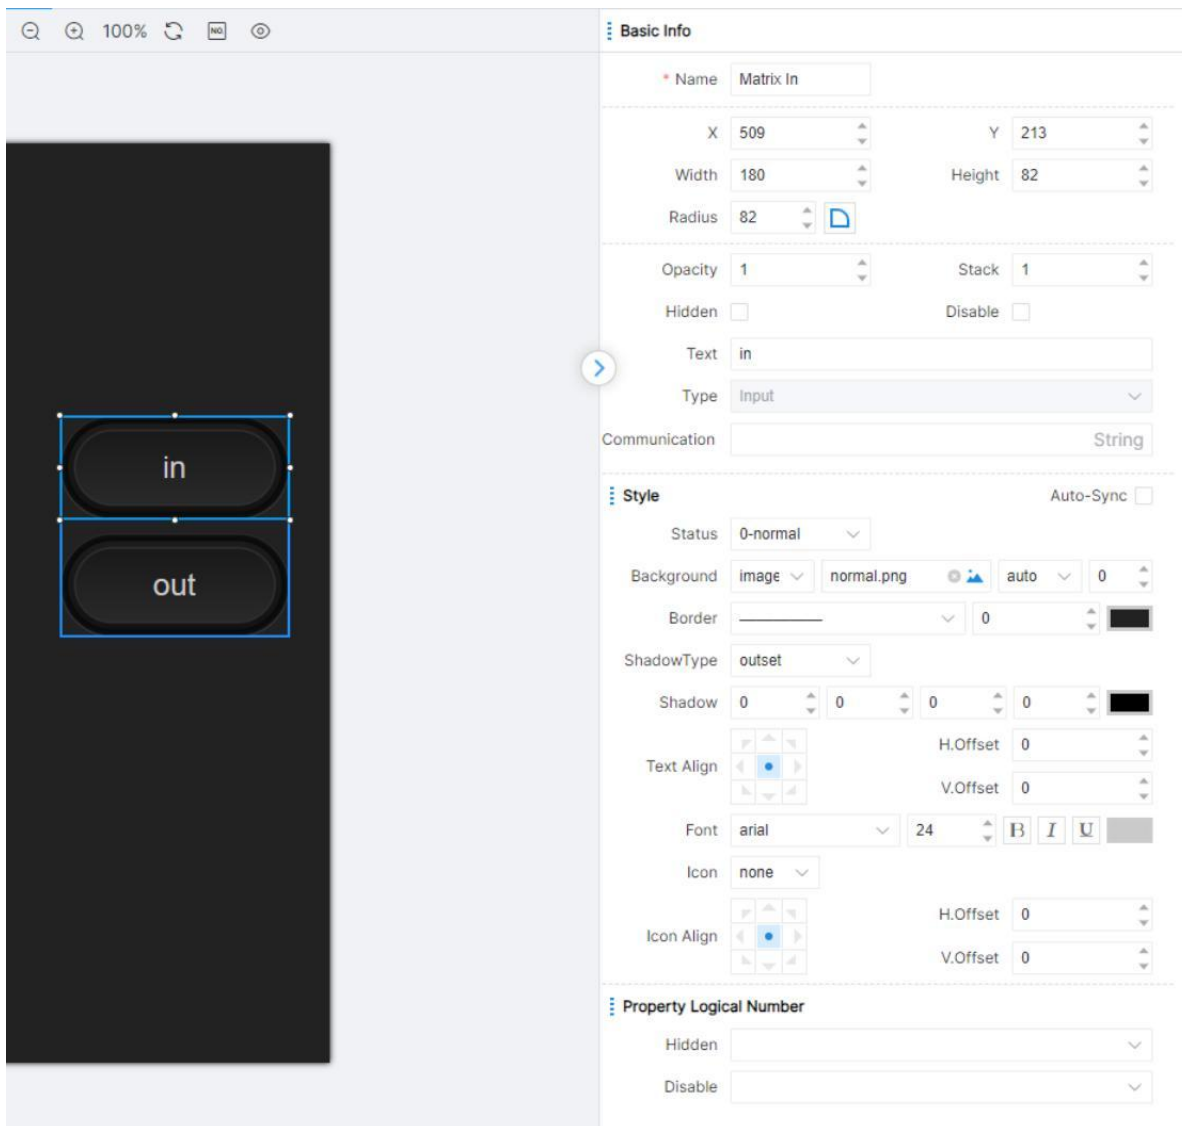 100% NO.
Basic Info
* Name Matrix In
X 509 Y 213
Width 180 Height 82
Radius 82
Opacity 1 Stack 1
Hidden Disable
Text in
Type Input
Communication String
in
out
Style Auto-Sync
Status 0-normal
Background image normal.png auto 0
Border 0
ShadowType outset
Shadow 0 0 0 0
Text Align H.Offset 0
V.Offset 0
Font arial 24 B I U
Icon none
Icon Align H.Offset 0
V.Offset 0
Property Logical Number
Hidden
Disable